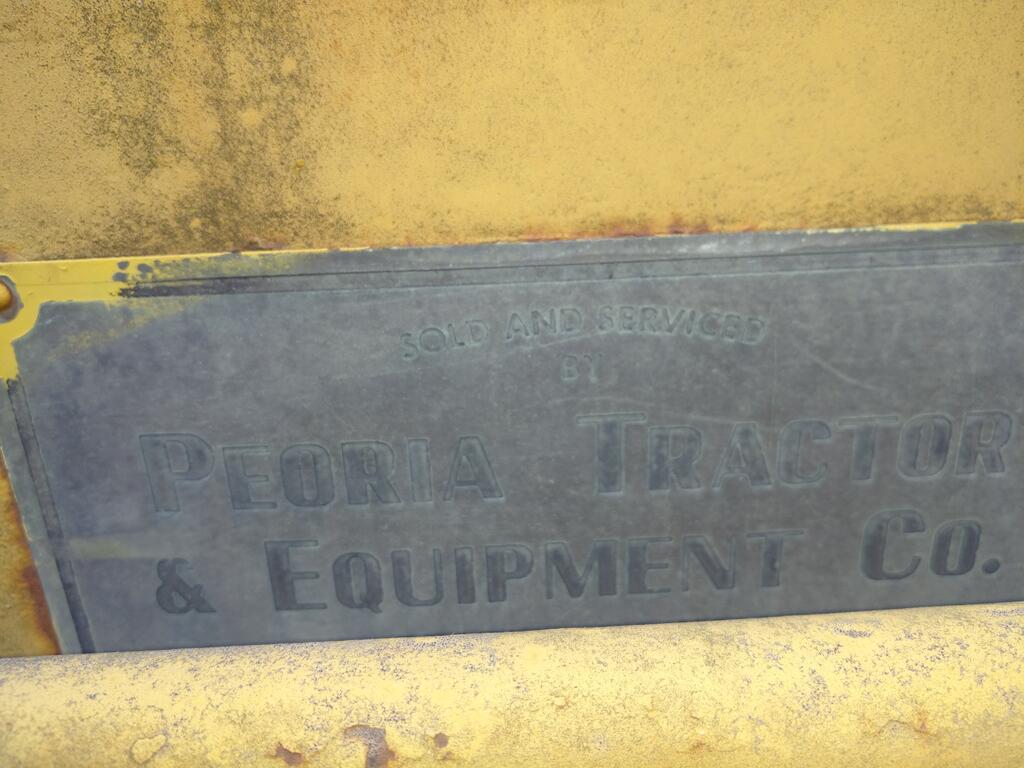 SOLD AND SERVICED
BY
PEORIA TRACTOR
& EQUIPMENT CO.